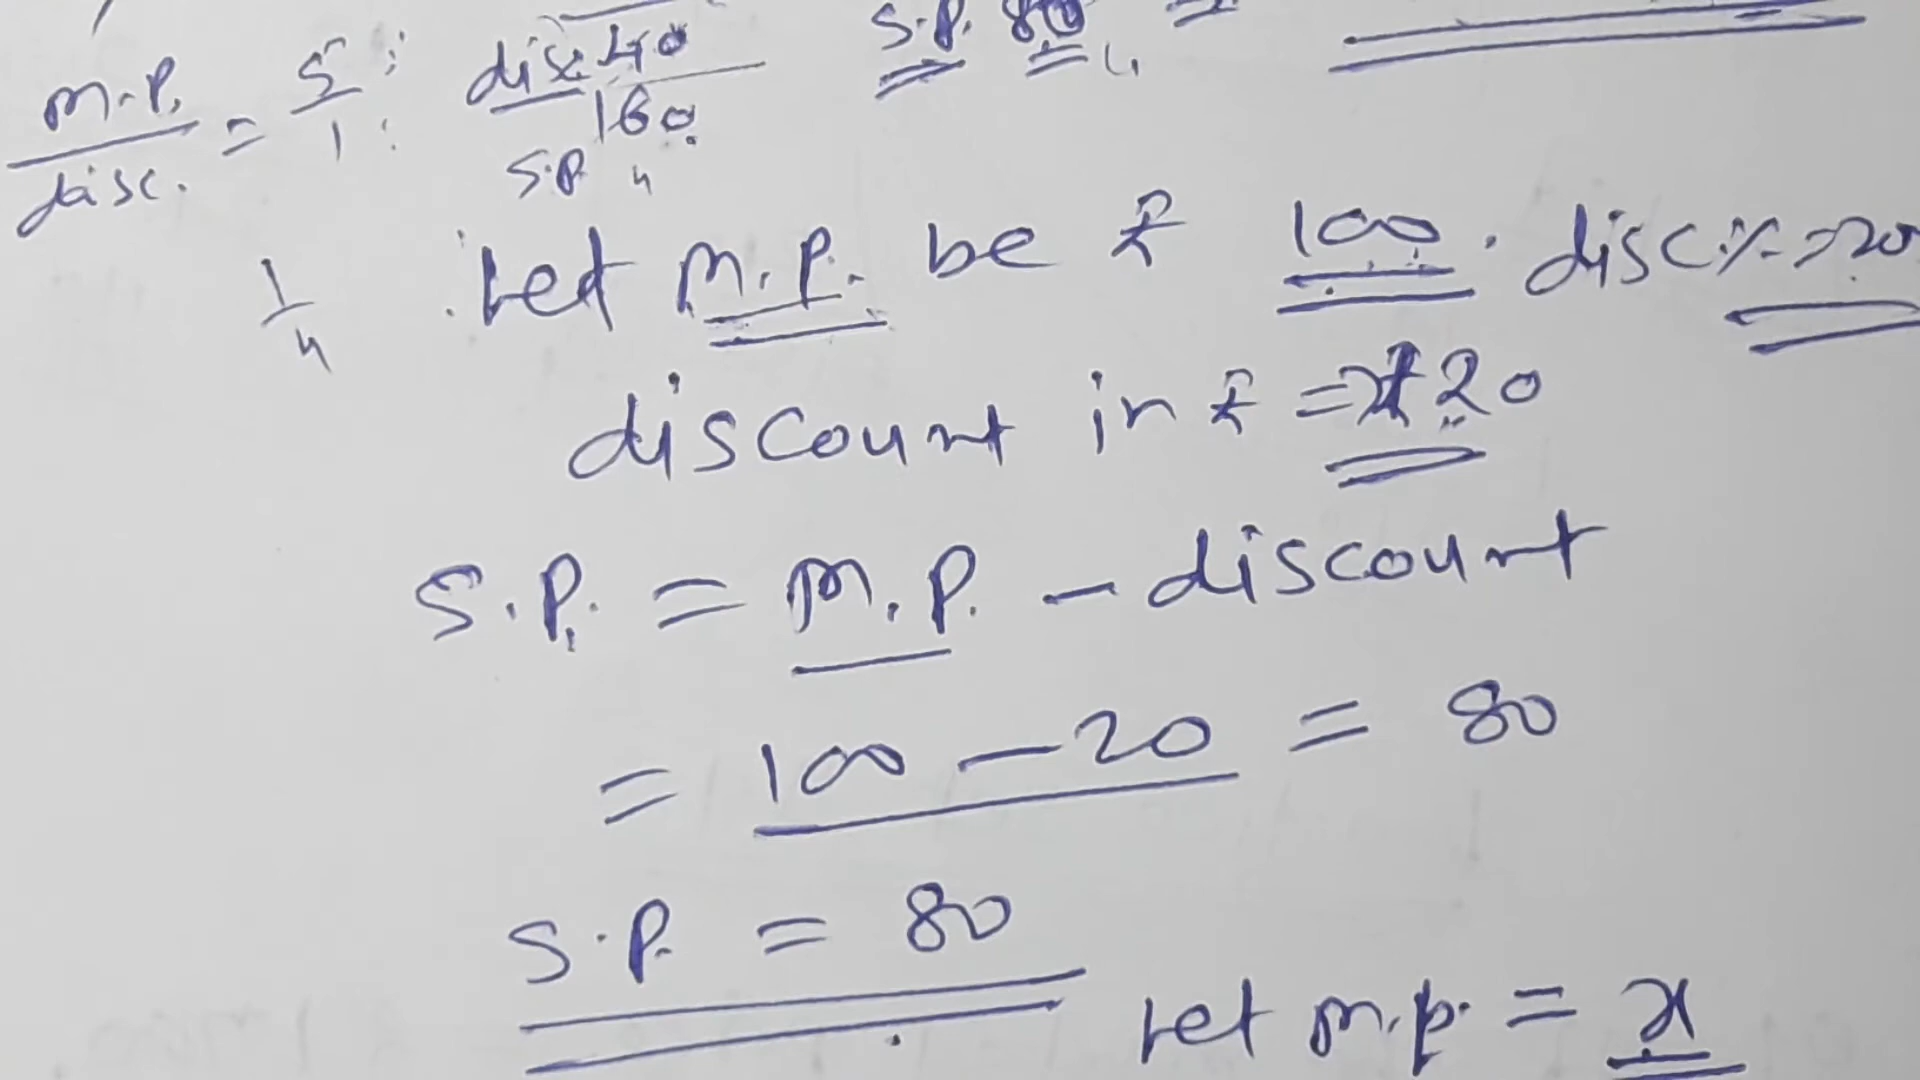 M.P. / disc. = 5 / 1 : disc 40
160
S.P. 4
S.P. 80 =
4
1/4 Let M.P. be ₹ 100. disc% = 20
discount in ₹ = 20
S.P. = M.P. - discount
= 100 - 20 = 80
S.P. = 80
Let m.p. = x